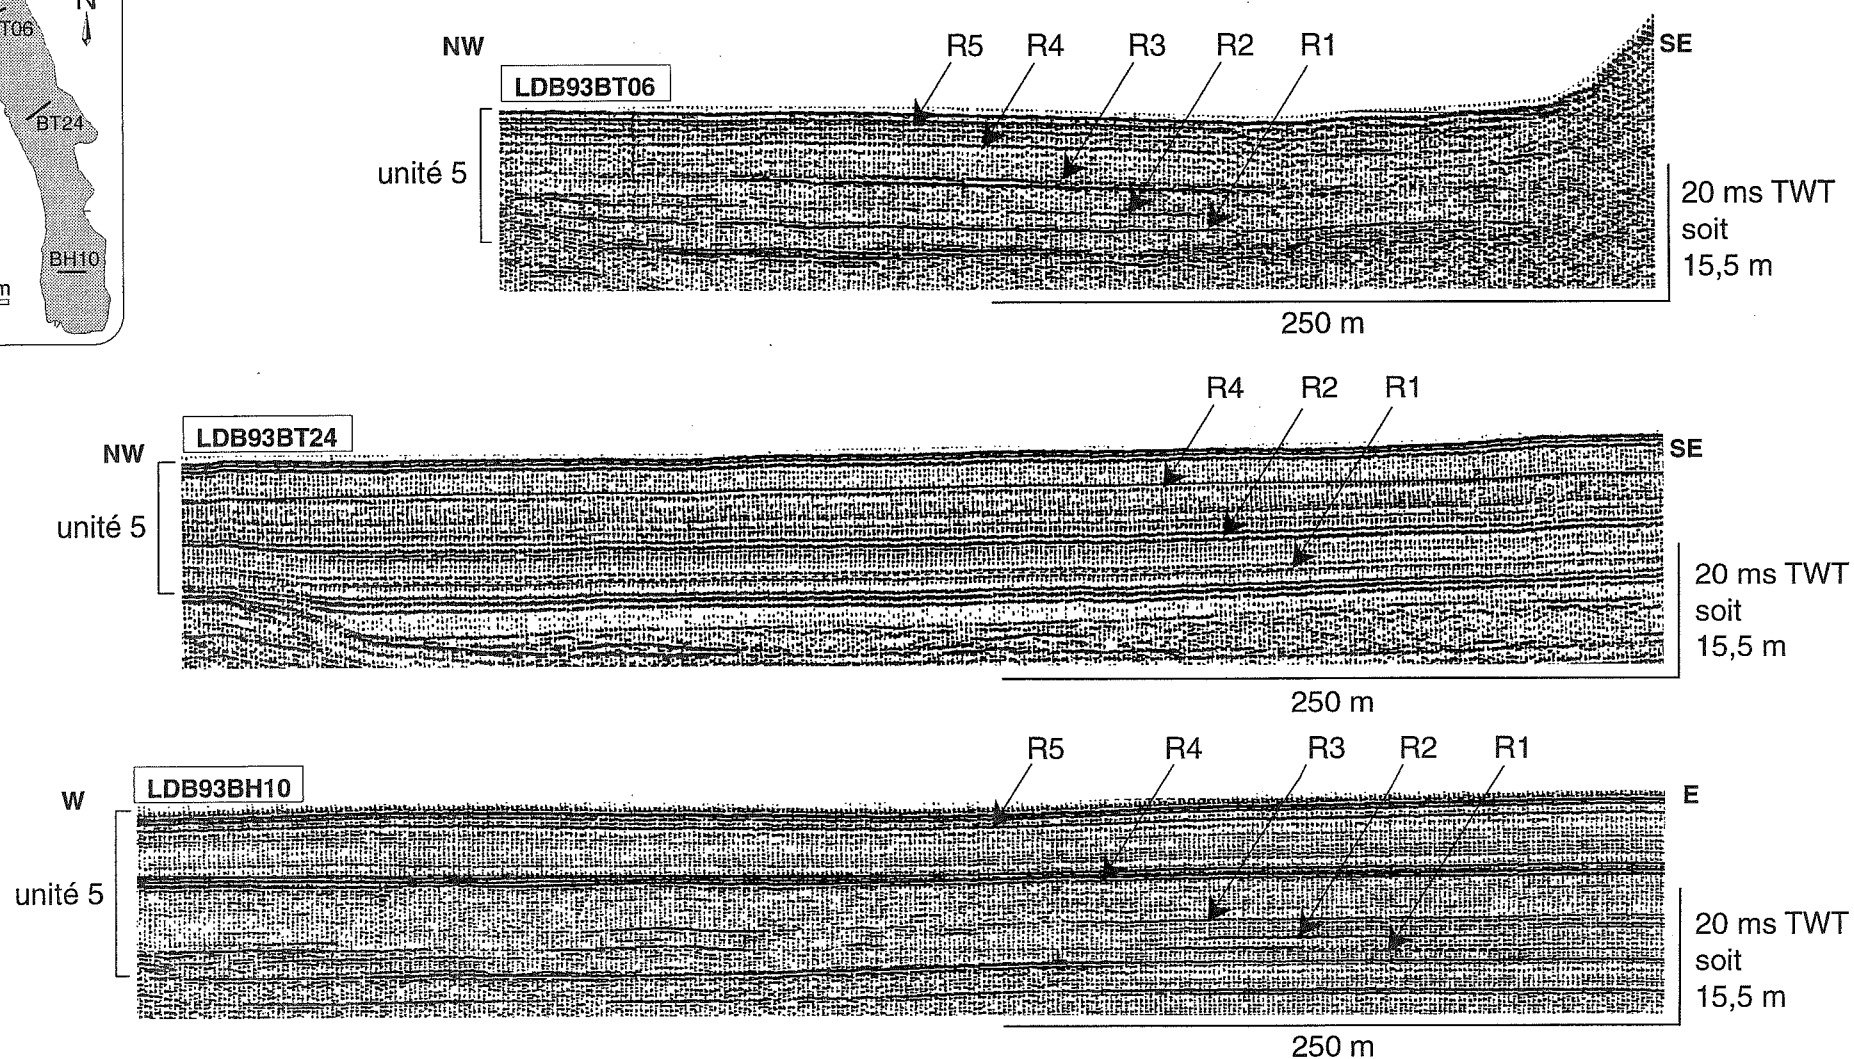 N
T06
BT24
BH10
m
NW
R5 R4 R3 R2 R1
SE
LDB93BT06
unité 5
20 ms TWT
soit
15,5 m
250 m
R4 R2 R1
LDB93BT24
NW
SE
unité 5
20 ms TWT
soit
15,5 m
250 m
R5 R4 R3 R2 R1
LDB93BH10
W
E
unité 5
20 ms TWT
soit
15,5 m
250 m